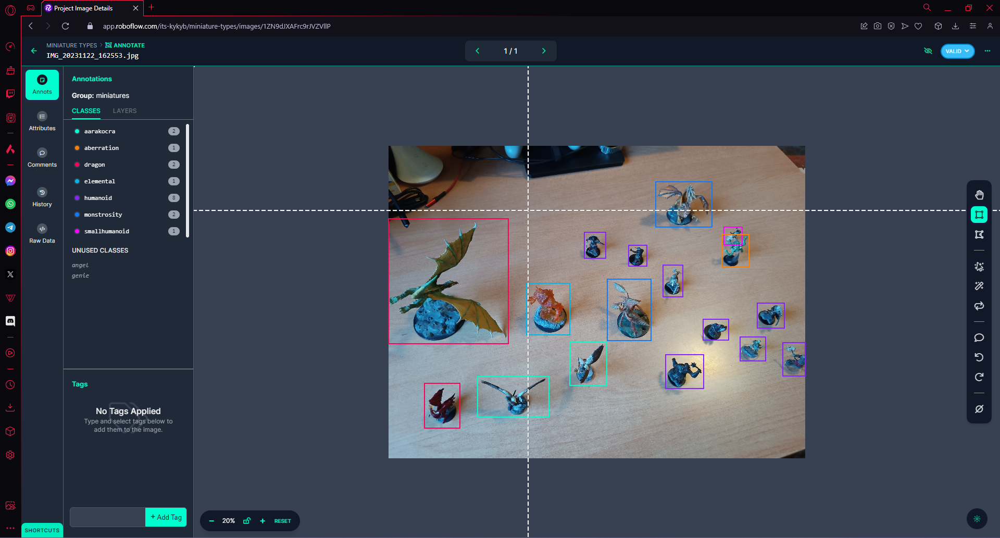 Project Image Details
app.roboflow.com/its-kykyb/miniature-types/images/1ZN9dJXAFrc9rJVZVllP
MINIATURE TYPES > ANNOTATE
IMG_20231122_162553.jpg
1 / 1
VALID
Annots
Attributes
Comments
History
Raw Data
SHORTCUTS
Annotations
Group: miniatures
CLASSES LAYERS
aarakocra 2
aberration 1
dragon 2
elemental 1
humanoid 8
monstrosity 2
smallhumanoid 1
UNUSED CLASSES
angel
genie
Tags
No Tags Applied
Type and select tags below to
add them to the image.
+ Add Tag
− 20% + RESET